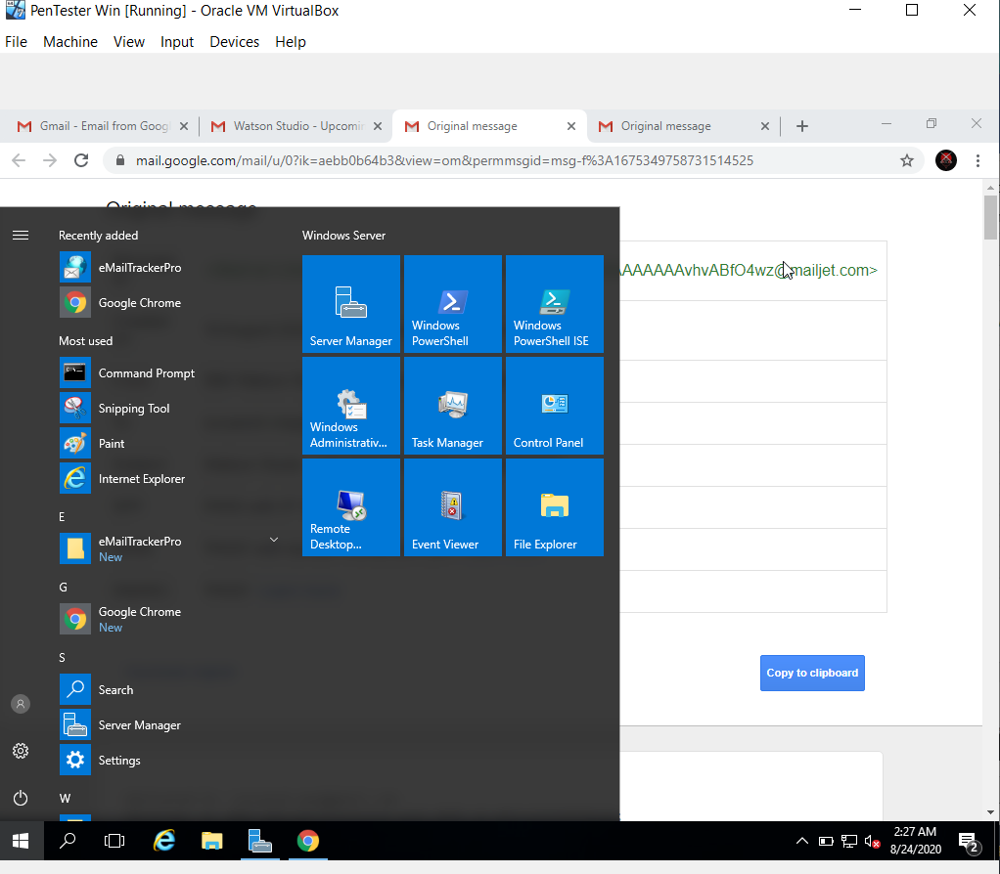 PenTester Win [Running] - Oracle VM VirtualBox
File Machine View Input Devices Help
Gmail - Email from Goog
Watson Studio - Upcomin
Original message
Original message
mail.google.com/mail/u/0?ik=aebb0b64b3&view=om&permmsgid=msg-f%3A1675349758731514525
Original message
AAAAAAAvhvABfO4wz@mailjet.com>
Copy to clipboard
Recently added
eMailTrackerPro
Google Chrome
Most used
Command Prompt
Snipping Tool
Paint
Internet Explorer
E
eMailTrackerPro
New
G
Google Chrome
New
S
Search
Server Manager
Settings
W
Windows Server
Server Manager
Windows
PowerShell
Windows
PowerShell ISE
Windows
Administrativ...
Task Manager
Control Panel
Remote
Desktop...
Event Viewer
File Explorer
2:27 AM
8/24/2020
2